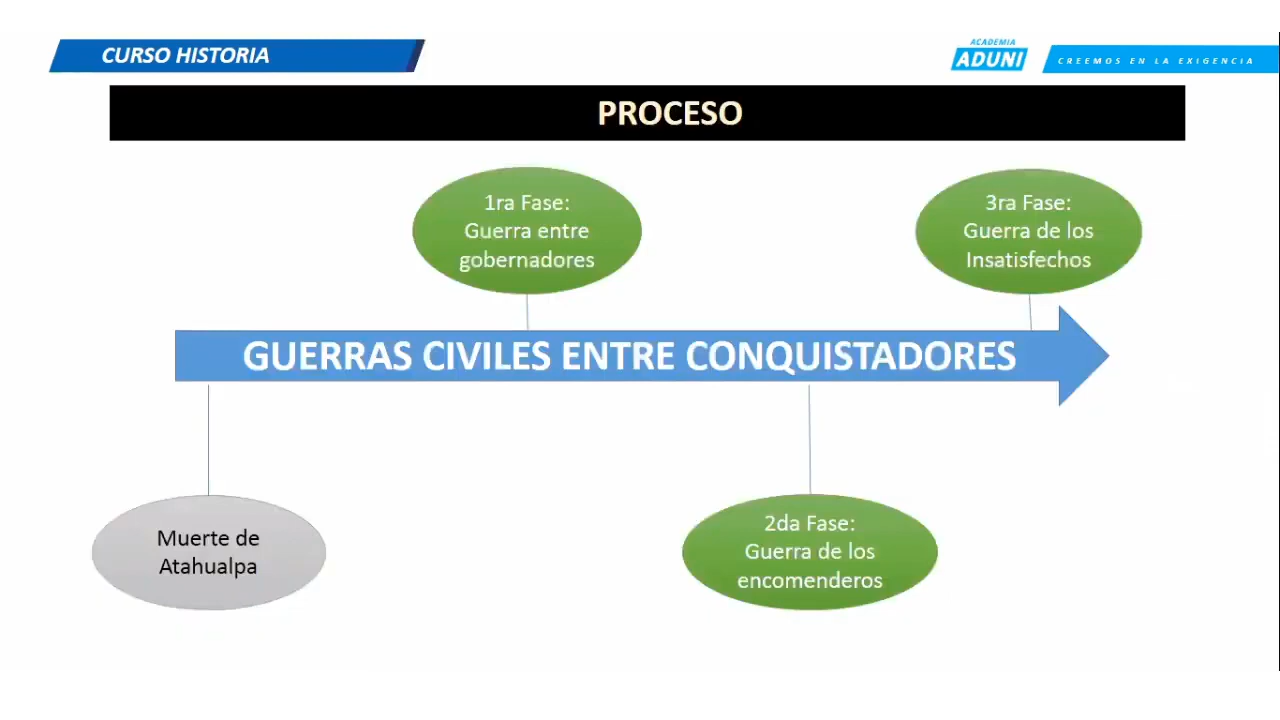 CURSO HISTORIA
ACADEMIA
ADUNI
CREEMOS EN LA EXIGENCIA
PROCESO
1ra Fase:
Guerra entre
gobernadores
3ra Fase:
Guerra de los
Insatisfechos
GUERRAS CIVILES ENTRE CONQUISTADORES
Muerte de
Atahualpa
2da Fase:
Guerra de los
encomenderos